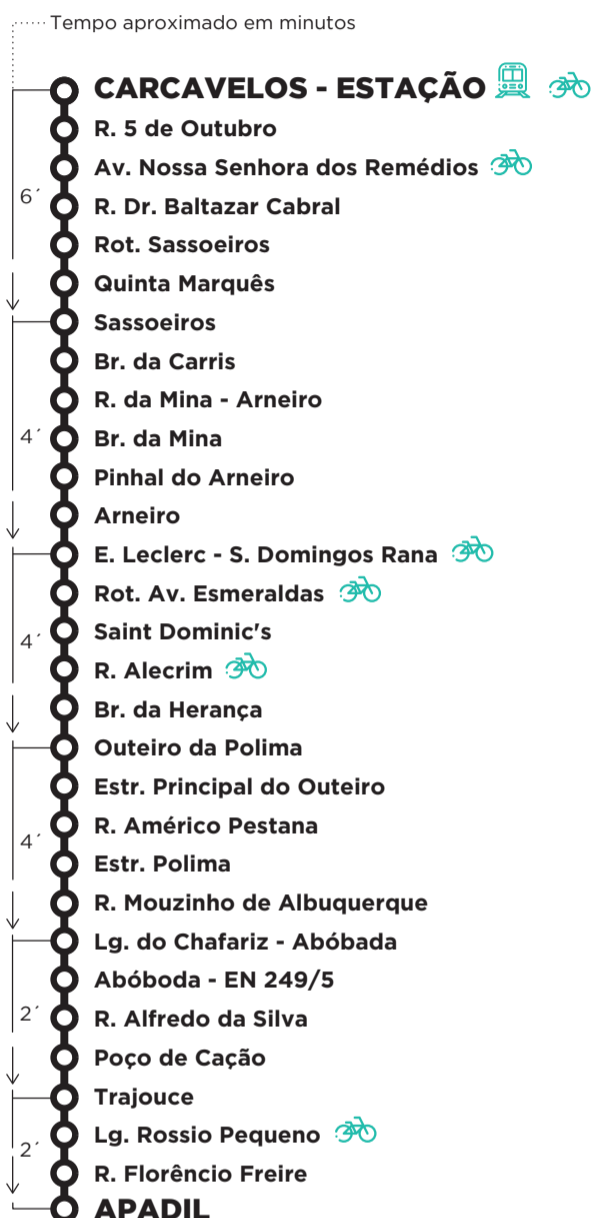 Tempo aproximado em minutos
CARCAVELOS - ESTAÇÃO
R. 5 de Outubro
Av. Nossa Senhora dos Remédios
6´ R. Dr. Baltazar Cabral
Rot. Sassoeiros
Quinta Marquês
Sassoeiros
Br. da Carris
R. da Mina - Arneiro
4´ Br. da Mina
Pinhal do Arneiro
Arneiro
E. Leclerc - S. Domingos Rana
Rot. Av. Esmeraldas
4´ Saint Dominic's
R. Alecrim
Br. da Herança
Outeiro da Polima
Estr. Principal do Outeiro
4´ R. Américo Pestana
Estr. Polima
R. Mouzinho de Albuquerque
Lg. do Chafariz - Abóbada
Abóboda - EN 249/5
2´ R. Alfredo da Silva
Poço de Cação
Trajouce
2´ Lg. Rossio Pequeno
R. Florêncio Freire
APADIL